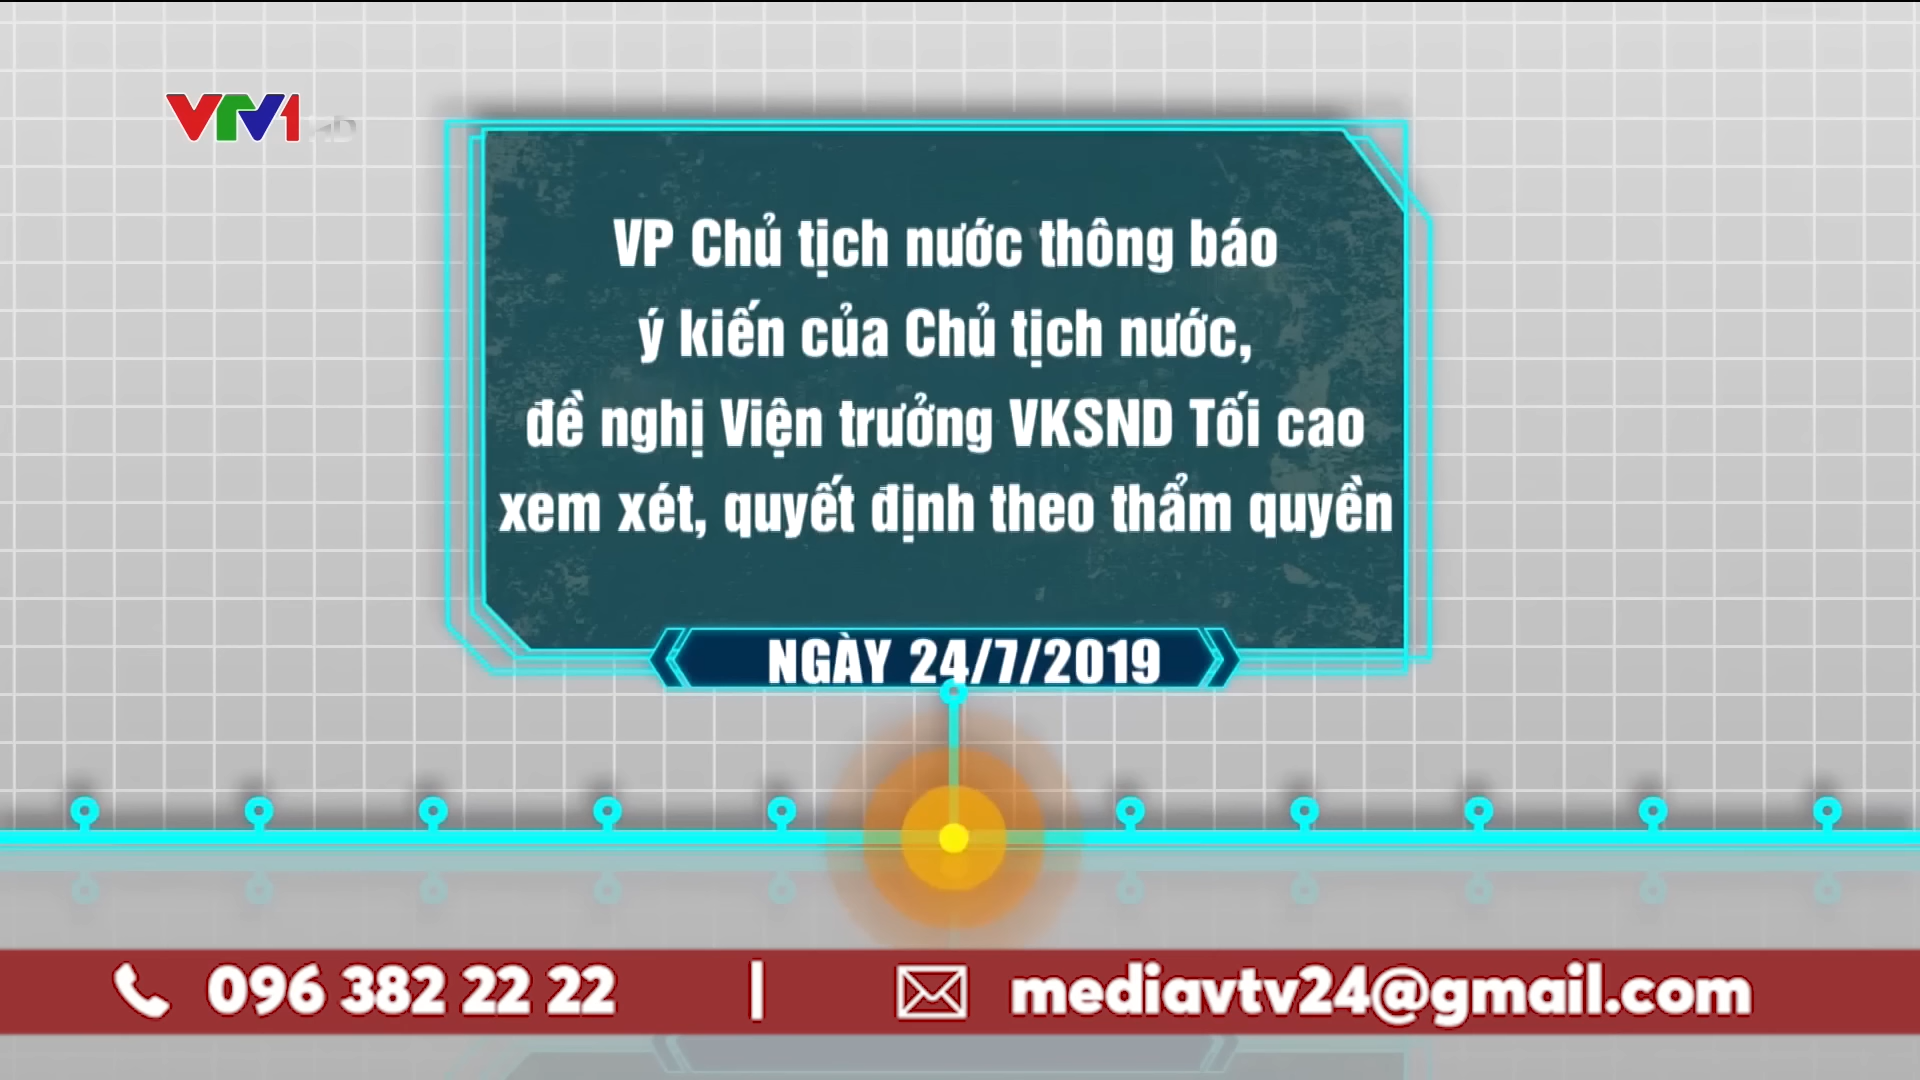 VTV1 HD
VP Chủ tịch nước thông báo
ý kiến của Chủ tịch nước,
đề nghị Viện trưởng VKSND Tối cao
xem xét, quyết định theo thẩm quyền
NGÀY 24/7/2019
096 382 22 22 | mediavtv24@gmail.com